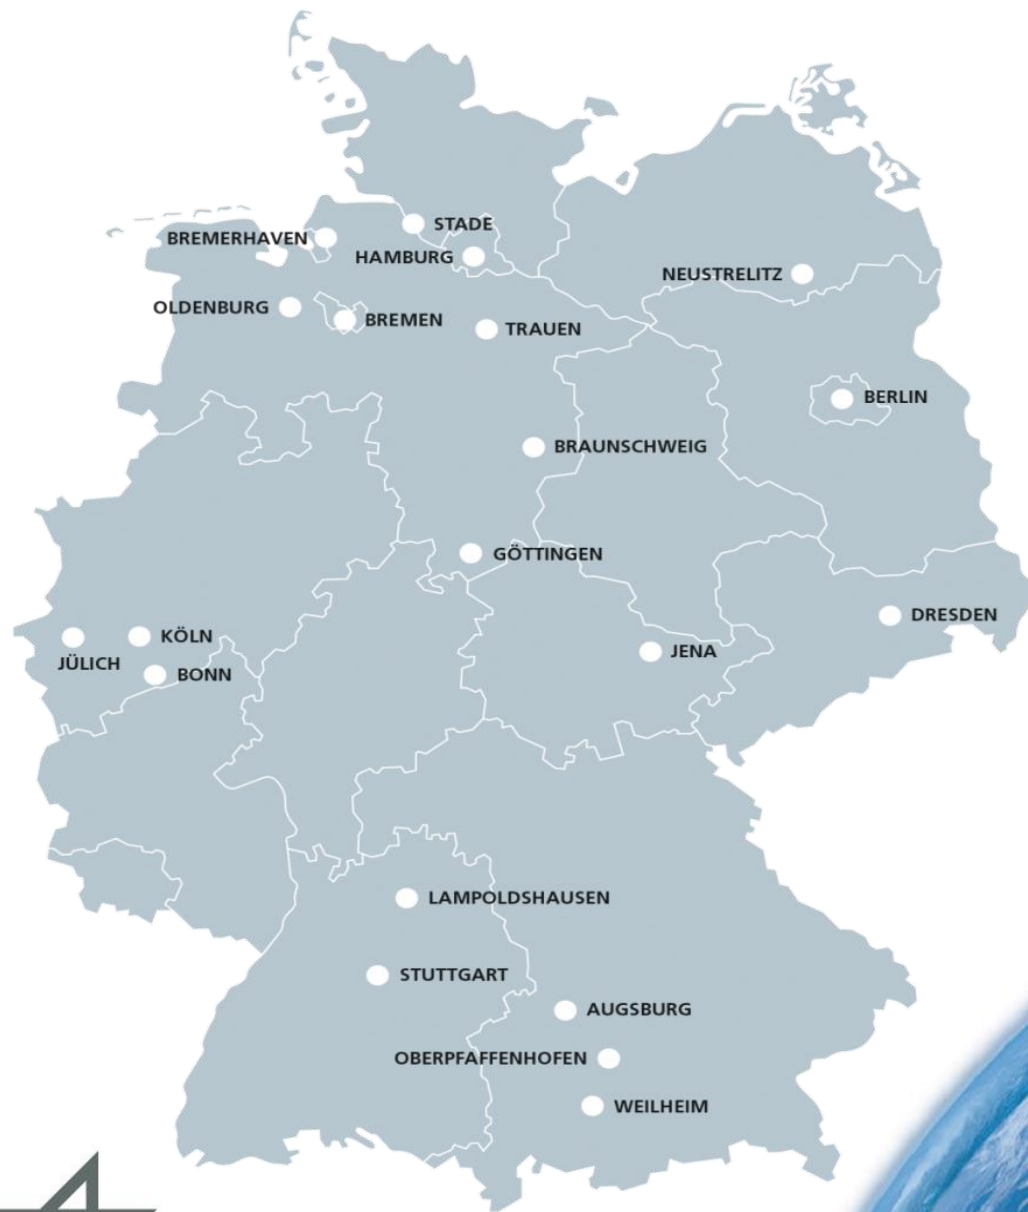 STADE
BREMERHAVEN
HAMBURG
NEUSTRELITZ
OLDENBURG
BREMEN
TRAUEN
BERLIN
BRAUNSCHWEIG
GÖTTINGEN
DRESDEN
KÖLN
JENA
JÜLICH
BONN
LAMPOLDSHAUSEN
STUTTGART
AUGSBURG
OBERPFAFFENHOFEN
WEILHEIM